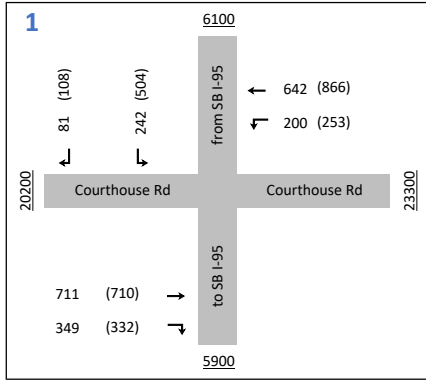 1
6100
81 (108)
242 (504)
from SB I-95
642 (866)
200 (253)
20200
Courthouse Rd
Courthouse Rd
23300
711 (710)
349 (332)
to SB I-95
5900